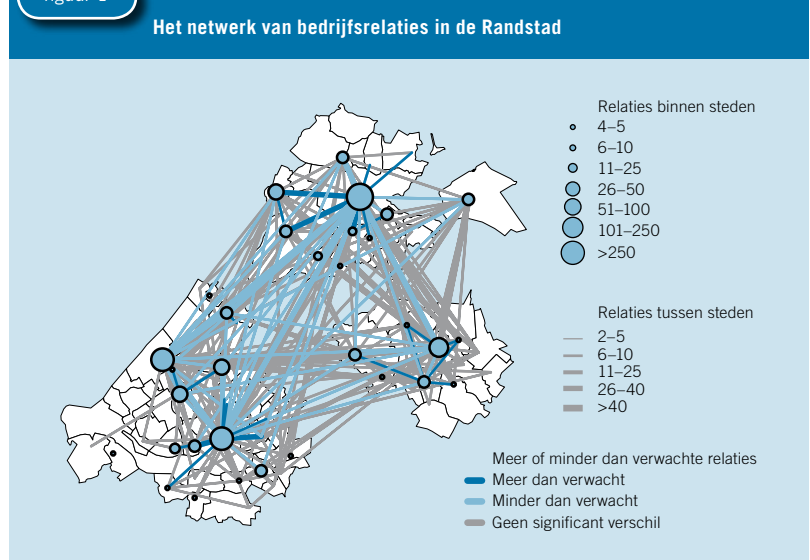 Het netwerk van bedrijfsrelaties in de Randstad
Relaties binnen steden
4–5
6–10
11–25
26–50
51–100
101–250
>250
Relaties tussen steden
2–5
6–10
11–25
26–40
>40
Meer of minder dan verwachte relaties
Meer dan verwacht
Minder dan verwacht
Geen significant verschil